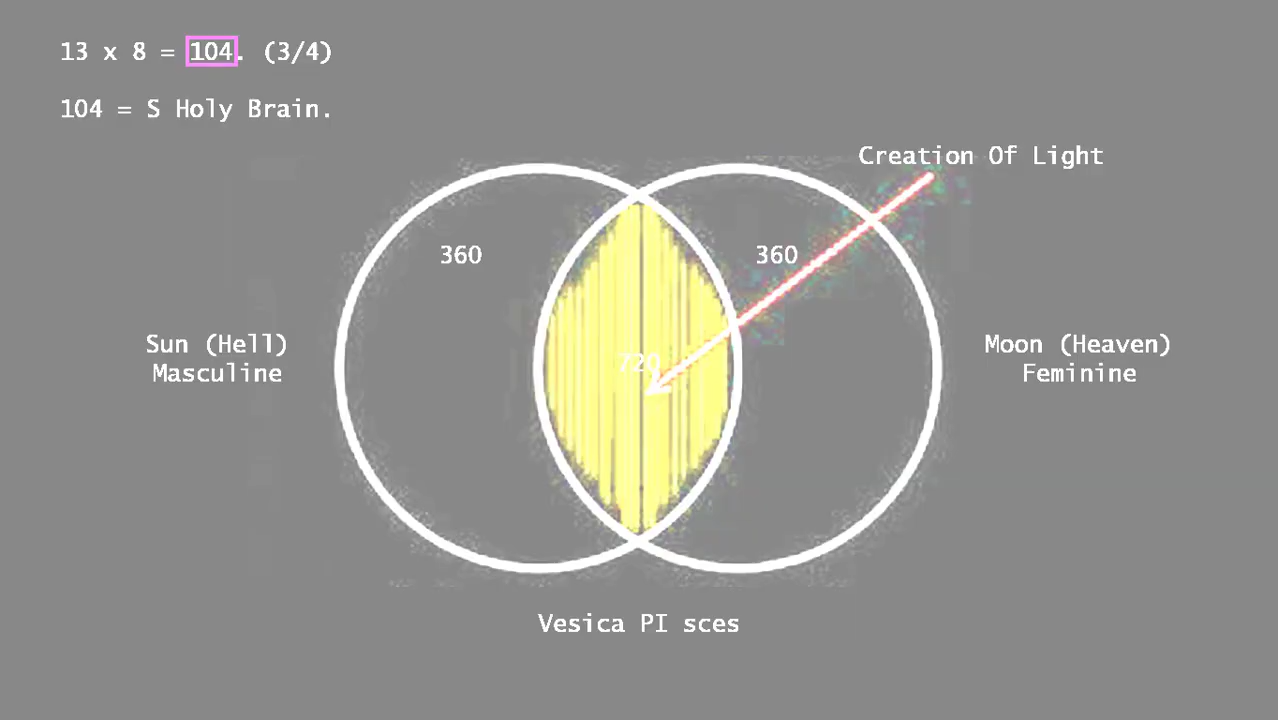 13 x 8 = 104. (3/4)
104 = S Holy Brain.
Creation Of Light
360
360
Sun (Hell)
Masculine
720
Moon (Heaven)
Feminine
Vesica PI sces